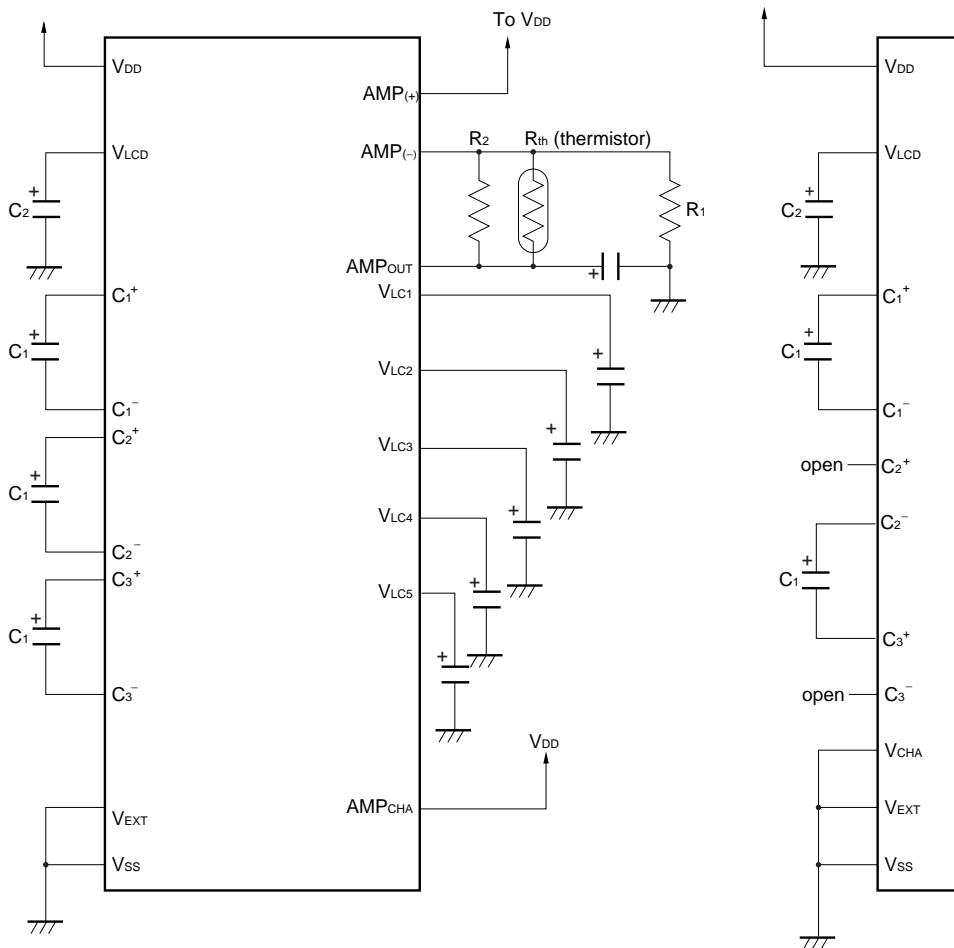 To VDD
VDD
AMP(+)
VLCD
AMP(–)
R2
Rth (thermistor)
+
C2
R1
AMPOUT
+
C1+
VLC1
+
C1
+
C1–
VLC2
C2+
+
VLC3
+
C1
+
VLC4
C2–
C3+
VLC5
+
+
C1
+
C3–
VDD
AMPCHA
VEXT
VSS
VDD
VLCD
+
C2
C1+
+
C1
C1–
open
C2+
C2–
+
C1
C3+
open
C3–
VCHA
VEXT
VSS